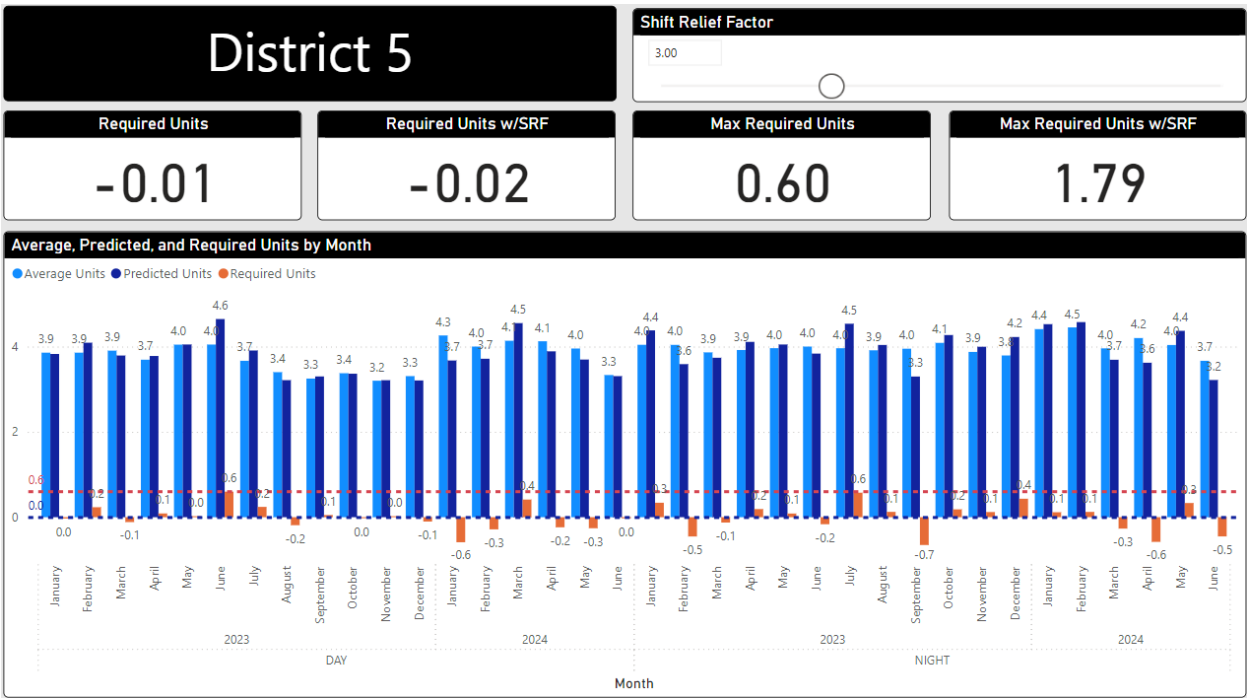 District 5
Shift Relief Factor
3.00
Required Units
-0.01
Required Units w/SRF
-0.02
Max Required Units
0.60
Max Required Units w/SRF
1.79
Average, Predicted, and Required Units by Month
Average Units Predicted Units Required Units
4.6
4.5
4.5 4.5
4.3 4.4 4.4 4.4
4.0 4.0 4.1 4.1 4.0 4.0 4.1 4.0 4.0 4.0 4.1 4.2 4.0 4.2 4.0
3.9 3.9 3.9 3.7 3.7 3.4 3.3 3.4 3.2 3.3 3.7 3.7 3.3 3.6 3.9 3.9 3.9 3.3 3.9 3.8 3.7 3.6 3.7 3.2
4
2
0.6
0.0
0
0.2 0.1 0.0 0.6 0.2 0.1 0.0 0.4 0.3 0.2 0.1 0.6 0.1 0.2 0.1 0.4 0.1 0.1 0.3
0.0 -0.1 -0.2 0.0 -0.1 -0.6 -0.3 -0.2 -0.3 0.0 -0.5 -0.1 -0.2 -0.7 -0.3 -0.6 -0.5
January February March April May June July August September October November December January February March April May June January February March April May June July August September October November December January February March April May June
2023 2024 2023 2024
DAY NIGHT
Month